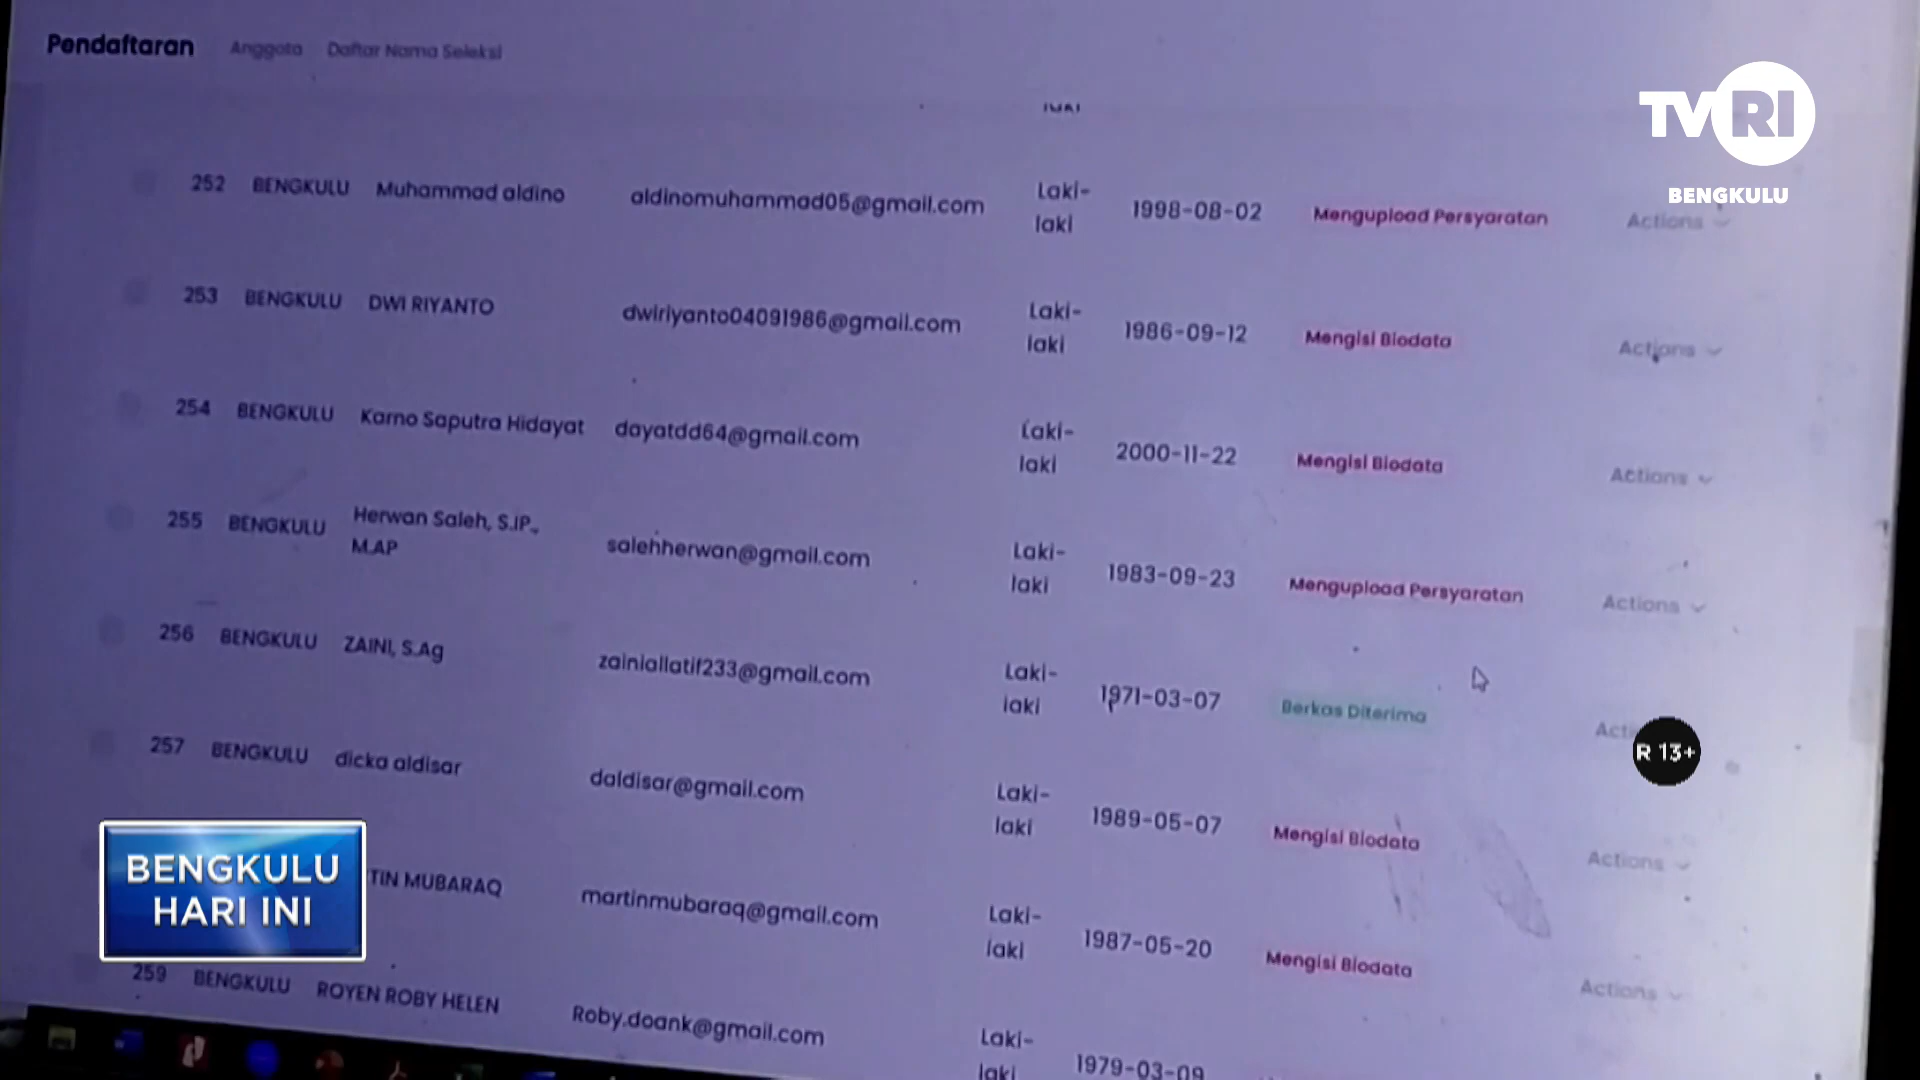 Pendaftaran Anggota Daftar Nama Seleksi
TVRI
BENGKULU
252 BENGKULU Muhammad aldino aldinomuhammad05@gmail.com Laki-laki 1998-08-02 Mengupload Persyaratan Actions
253 BENGKULU DWI RIYANTO dwiriyanto04091986@gmail.com Laki-laki 1986-09-12 Mengisi Biodata Actions
254 BENGKULU Karno Saputra Hidayat dayatdd64@gmail.com Laki-laki 2000-11-22 Mengisi Biodata Actions
255 BENGKULU Herwan Saleh, S.IP., M.AP salehherwan@gmail.com Laki-laki 1983-09-23 Mengupload Persyaratan Actions
256 BENGKULU ZAINI, S.Ag zainiallatif233@gmail.com Laki-laki 1971-03-07 Berkas Diterima
R 13+
257 BENGKULU dicka aldisar daldisar@gmail.com Laki-laki 1989-05-07 Mengisi Biodata Actions
TIN MUBARAQ martinmubaraq@gmail.com Laki-laki 1987-05-20 Mengisi Biodata Actions
259 BENGKULU ROYEN ROBY HELEN Roby.doank@gmail.com Laki-laki 1979-03-09
BENGKULU
HARI INI